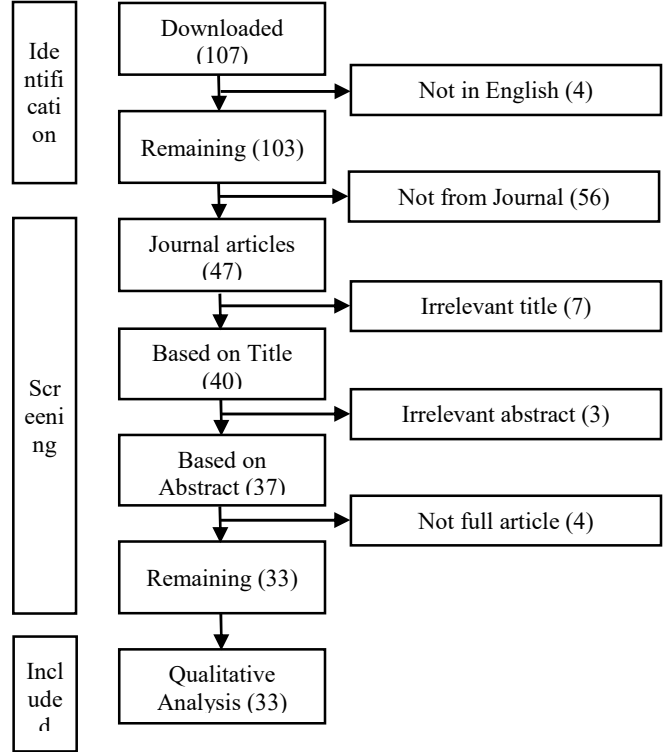 Ide
ntifi
cati
on
Downloaded
(107)
Not in English (4)
Remaining (103)
Not from Journal (56)
Scr
eeni
ng
Journal articles
(47)
Irrelevant title (7)
Based on Title
(40)
Irrelevant abstract (3)
Based on
Abstract (37)
Not full article (4)
Remaining (33)
Incl
ude
d
Qualitative
Analysis (33)